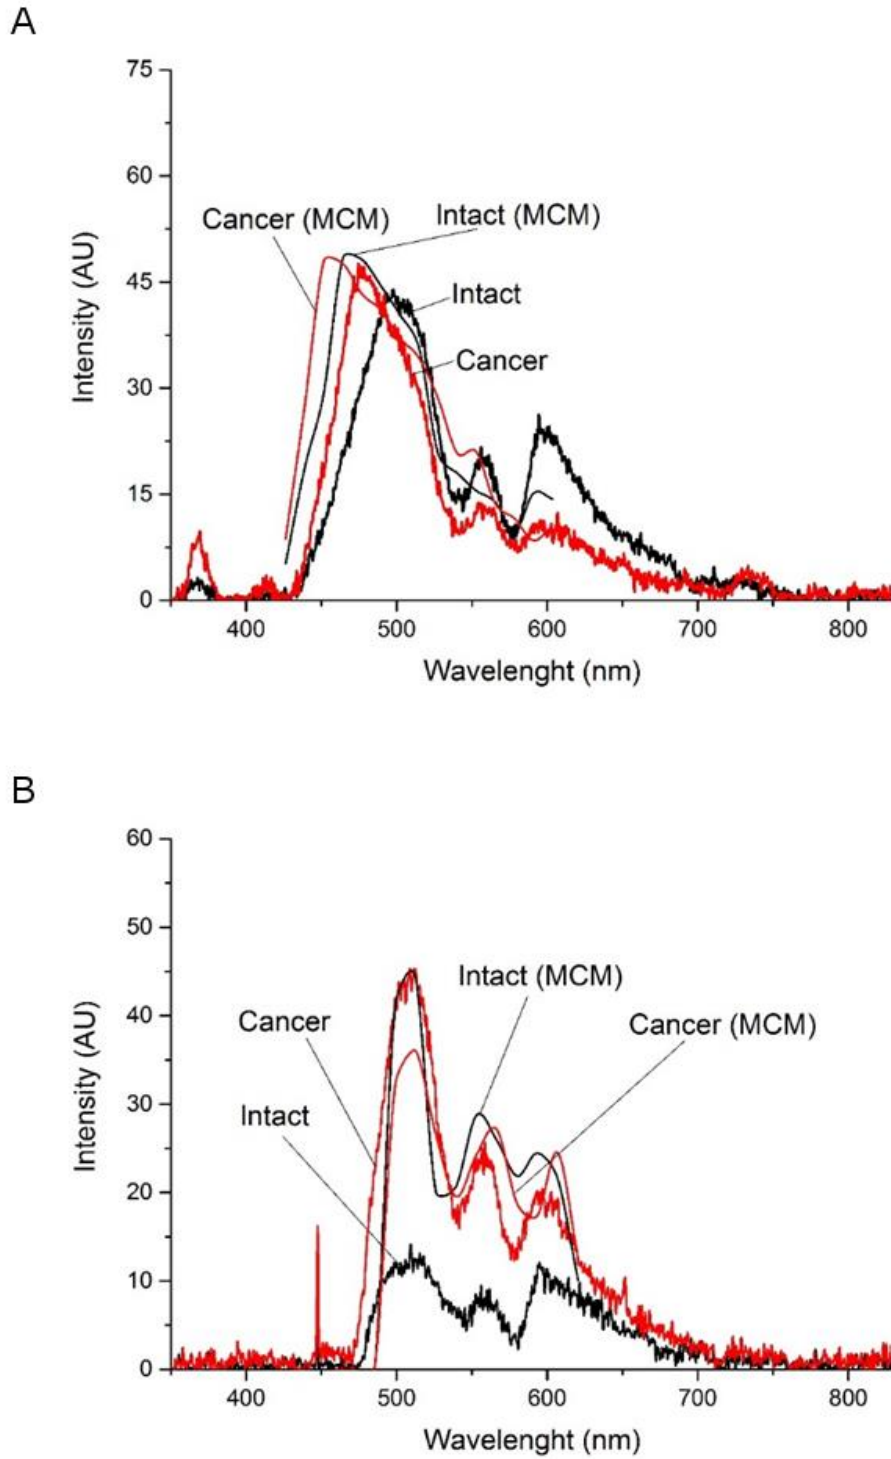 A
75
60
45
30
15
0
Intensity (AU)
Cancer (MCM)
Intact (MCM)
Intact
Cancer
400 500 600 700 800
Wavelenght (nm)
B
60
50
40
30
20
10
0
Intensity (AU)
Intact (MCM)
Cancer
Cancer (MCM)
Intact
400 500 600 700 800
Wavelenght (nm)